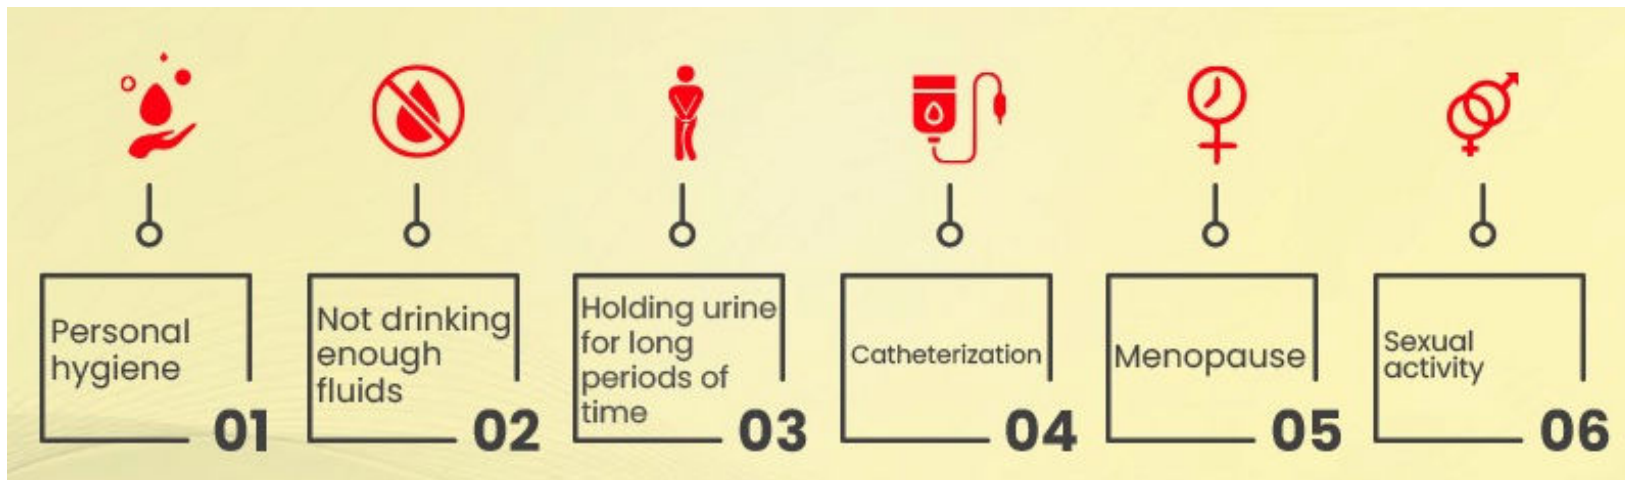 Personal
hygiene
01
Not drinking
enough
fluids
02
Holding urine
for long
periods of
time
03
Catheterization
04
Menopause
05
Sexual
activity
06